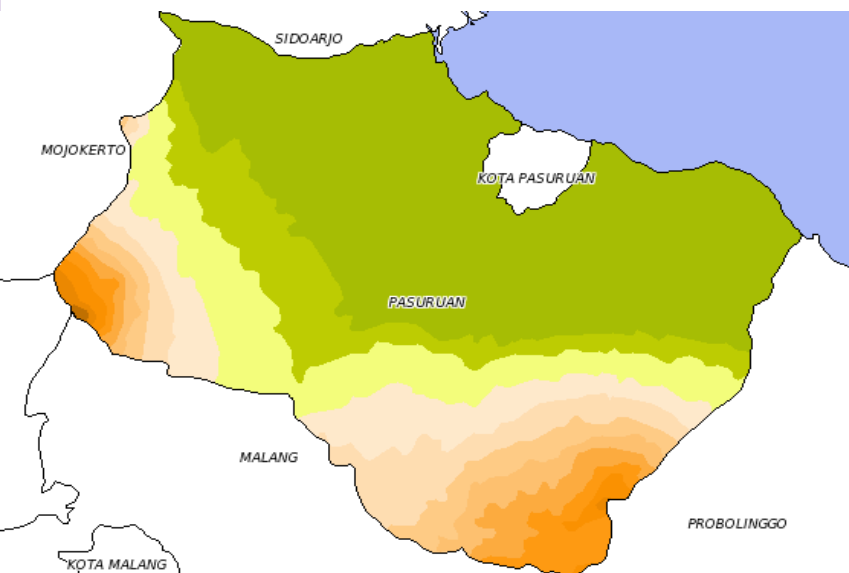 SIDOARJO
MOJOKERTO
KOTA PASURUAN
PASURUAN
MALANG
PROBOLINGGO
KOTA MALANG